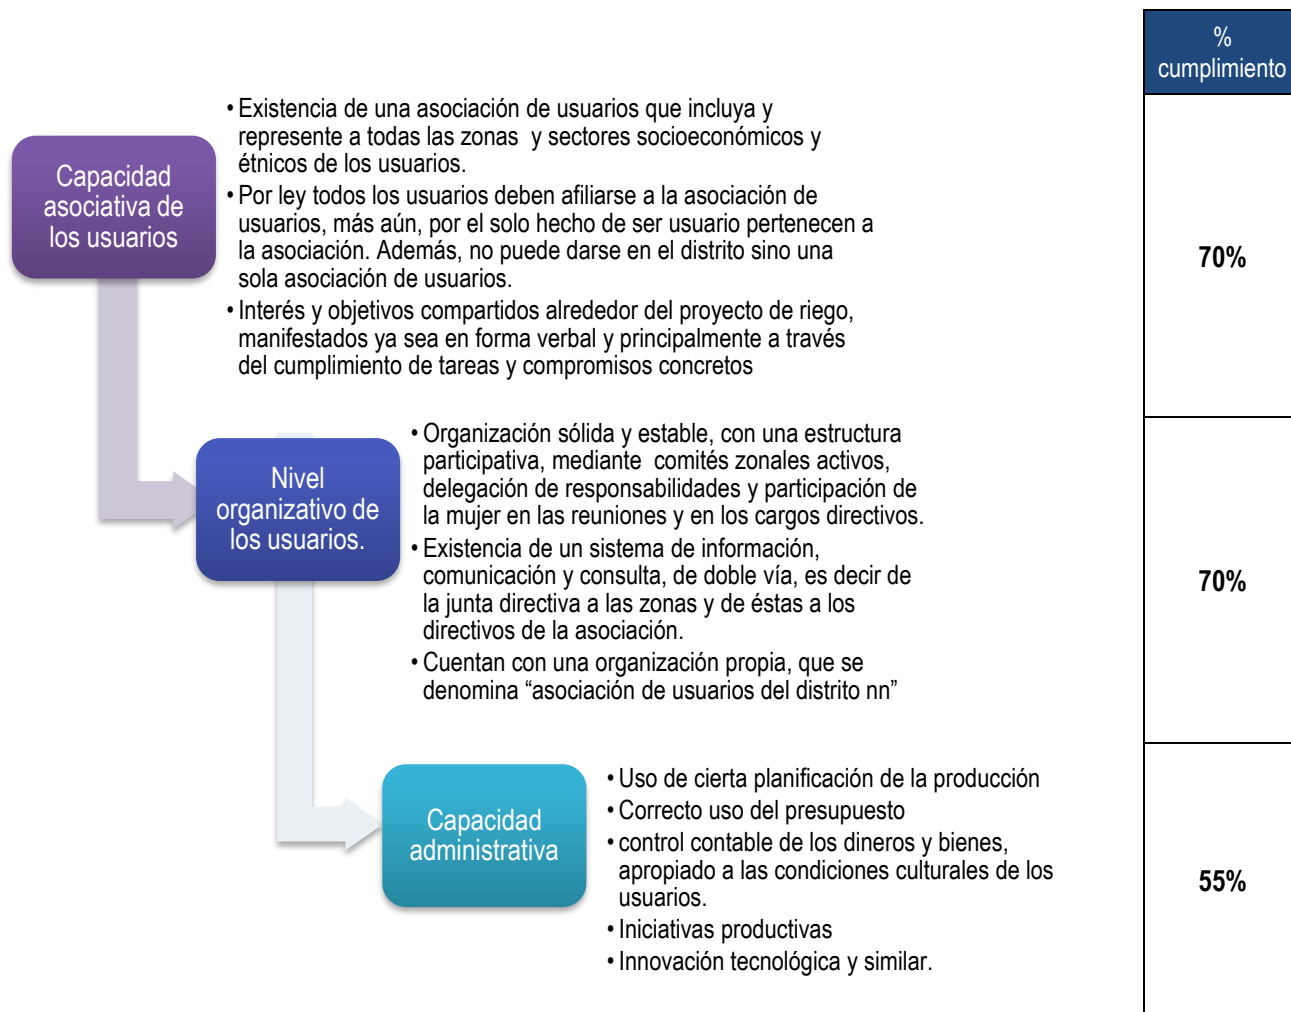 %
cumplimiento
Capacidad
asociativa de
los usuarios
• Existencia de una asociación de usuarios que incluya y
represente a todas las zonas y sectores socioeconómicos y
étnicos de los usuarios.
• Por ley todos los usuarios deben afiliarse a la asociación de
usuarios, más aún, por el solo hecho de ser usuario pertenecen a
la asociación. Además, no puede darse en el distrito sino una
sola asociación de usuarios.
• Interés y objetivos compartidos alrededor del proyecto de riego,
manifestados ya sea en forma verbal y principalmente a través
del cumplimiento de tareas y compromisos concretos
70%
Nivel
organizativo de
los usuarios.
• Organización sólida y estable, con una estructura
participativa, mediante comités zonales activos,
delegación de responsabilidades y participación de
la mujer en las reuniones y en los cargos directivos.
• Existencia de un sistema de información,
comunicación y consulta, de doble vía, es decir de
la junta directiva a las zonas y de éstas a los
directivos de la asociación.
• Cuentan con una organización propia, que se
denomina “asociación de usuarios del distrito nn”
70%
Capacidad
administrativa
• Uso de cierta planificación de la producción
• Correcto uso del presupuesto
• control contable de los dineros y bienes,
apropiado a las condiciones culturales de los
usuarios.
• Iniciativas productivas
• Innovación tecnológica y similar.
55%